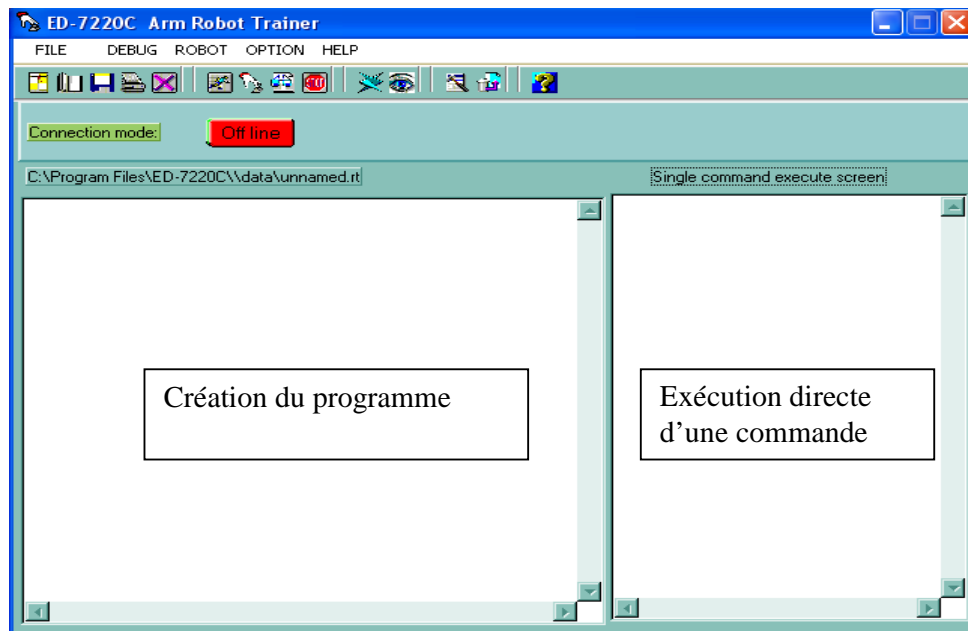 ED-7220C Arm Robot Trainer
FILE DEBUG ROBOT OPTION HELP
Connection mode: Off line
C:\Program Files\ED-7220C\\data\unnamed.rt
Single command execute screen
Création du programme
Exécution directe
d’une commande